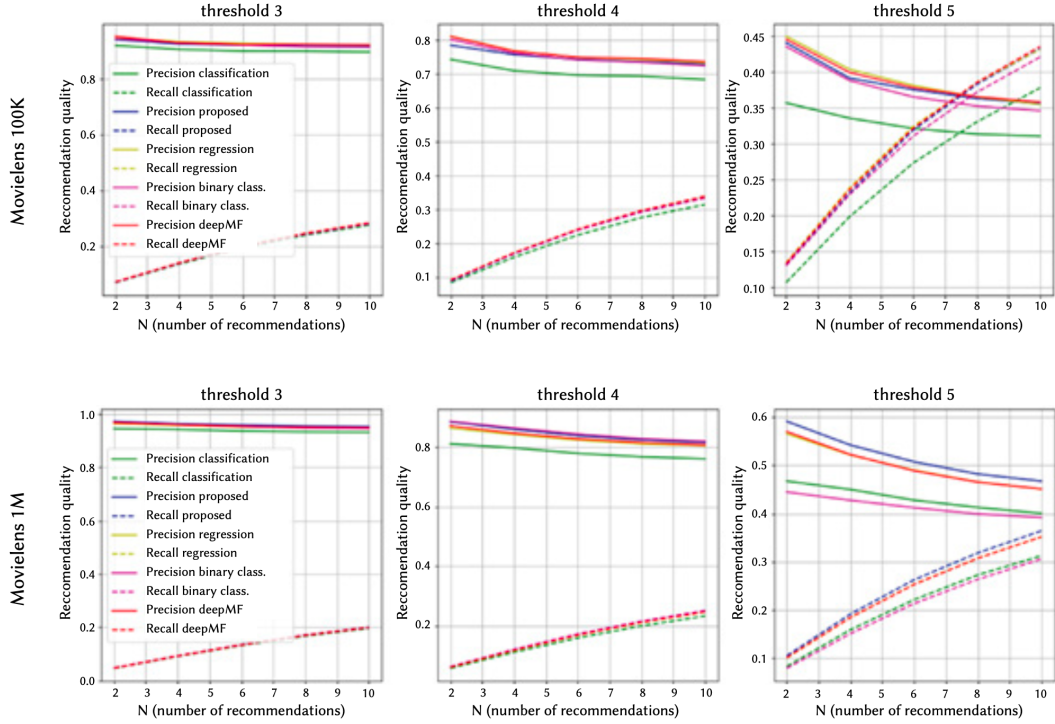 threshold 3
threshold 4
threshold 5
Movielens 100K
Reccomendation quality
0.8
0.6
0.4
0.2
Precision classification
Recall classification
Precision proposed
Recall proposed
Precision regression
Recall regression
Precision binary class.
Recall binary class.
Precision deepMF
Recall deepMF
2 3 4 5 6 7 8 9 10
N (number of recommendations)
Reccomendation quality
0.8
0.7
0.6
0.5
0.4
0.3
0.2
0.1
2 3 4 5 6 7 8 9 10
N (number of recommendations)
Reccomendation quality
0.45
0.40
0.35
0.30
0.25
0.20
0.15
0.10
2 3 4 5 6 7 8 9 10
N (number of recommendations)
threshold 3
threshold 4
threshold 5
Movielens 1M
Reccomendation quality
1.0
0.8
0.6
0.4
0.2
0.0
Precision classification
Recall classification
Precision proposed
Recall proposed
Precision regression
Recall regression
Precision binary class.
Recall binary class.
Precision deepMF
Recall deepMF
2 3 4 5 6 7 8 9 10
N (number of recommendations)
Reccomendation quality
0.8
0.6
0.4
0.2
2 3 4 5 6 7 8 9 10
N (number of recommendations)
Reccomendation quality
0.6
0.5
0.4
0.3
0.2
0.1
2 3 4 5 6 7 8 9 10
N (number of recommendations)